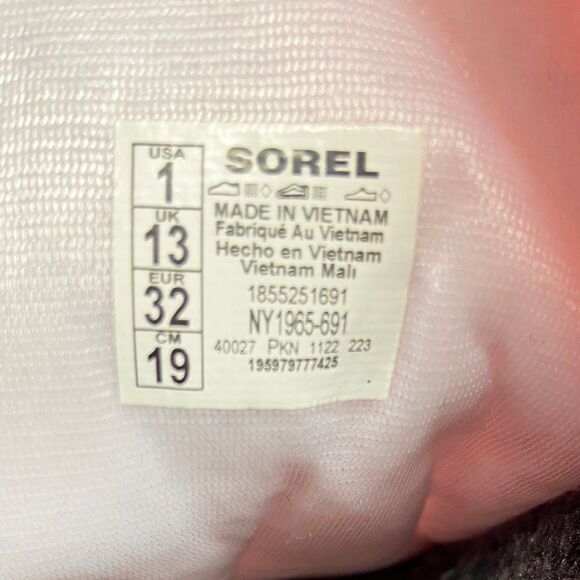 USA
1
UK
13
EUR
32
CM
19
SOREL
MADE IN VIETNAM
Fabriqué Au Vietnam
Hecho en Vietnam
Vietnam Malı
1855251691
NY1965-691
40027 PKN 1122 223
195979777425